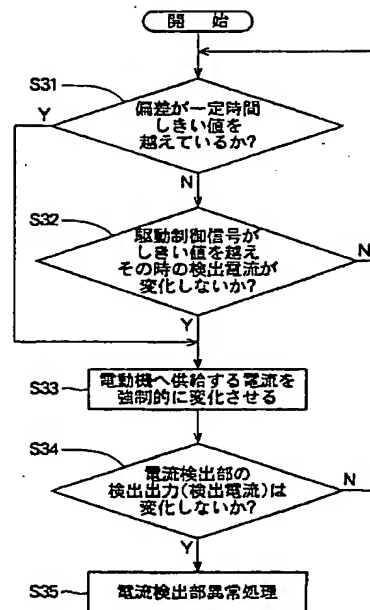 開 始
S31
偏差が一定時間
しきい値を
越えているか?
Y
N
S32
駆動制御信号が
しきい値を越え
その時の検出電流が
変化しないか?
N
Y
S33
電動機へ供給する電流を
強制的に変化させる
S34
電流検出部の
検出出力(検出電流)は
変化しないか?
N
Y
S35
電流検出部異常処理